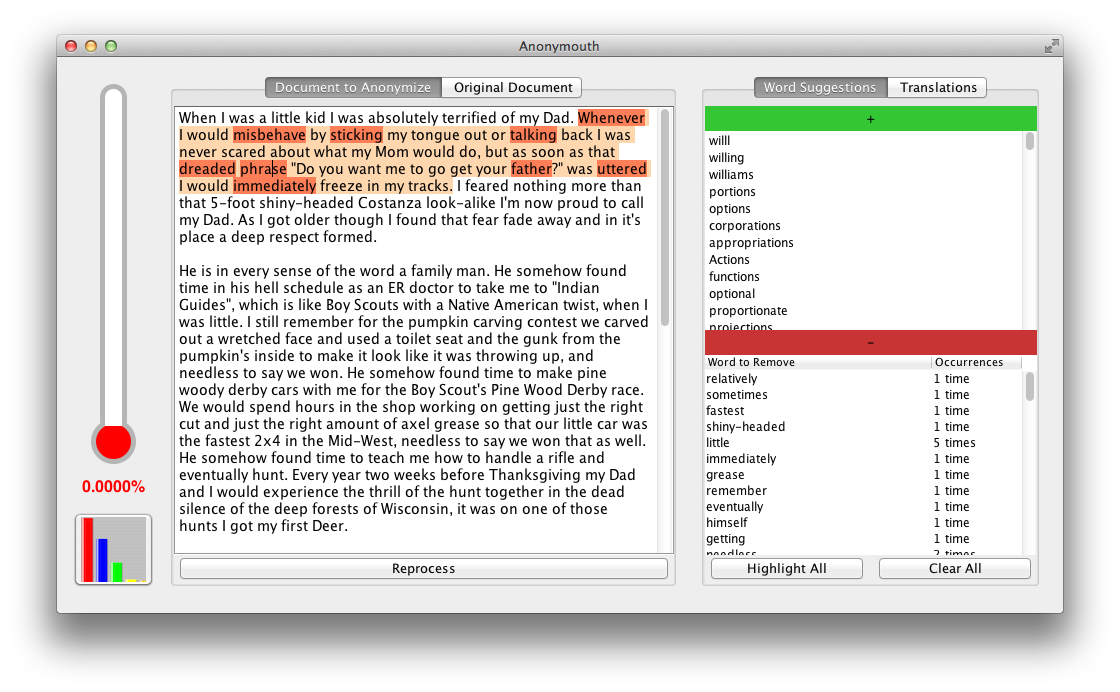 Anonymouth
Document to Anonymize
Original Document
When I was a little kid I was absolutely terrified of my Dad. Whenever
I would misbehave by sticking my tongue out or talking back I was
never scared about what my Mom would do, but as soon as that
dreaded phrase "Do you want me to go get your father?" was uttered
I would immediately freeze in my tracks. I feared nothing more than
that 5-foot shiny-headed Costanza look-alike I'm now proud to call
my Dad. As I got older though I found that fear fade away and in it's
place a deep respect formed.
He is in every sense of the word a family man. He somehow found
time in his hell schedule as an ER doctor to take me to "Indian
Guides", which is like Boy Scouts with a Native American twist, when I
was little. I still remember for the pumpkin carving contest we carved
out a wretched face and used a toilet seat and the gunk from the
pumpkin's inside to make it look like it was throwing up, and
needless to say we won. He somehow found time to make pine
woody derby cars with me for the Boy Scout's Pine Wood Derby race.
We would spend hours in the shop working on getting just the right
cut and just the right amount of axel grease so that our little car was
the fastest 2x4 in the Mid-West, needless to say we won that as well.
He somehow found time to teach me how to handle a rifle and
eventually hunt. Every year two weeks before Thanksgiving my Dad
and I would experience the thrill of the hunt together in the dead
silence of the deep forests of Wisconsin, it was on one of those
hunts I got my first Deer.
Reprocess
0.0000%
Word Suggestions
Translations
+
willl
willing
williams
portions
options
corporations
appropriations
Actions
functions
optional
proportionate
projections
-
Word to Remove Occurrences
relatively 1 time
sometimes 1 time
fastest 1 time
shiny-headed 1 time
little 5 times
immediately 1 time
grease 1 time
remember 1 time
eventually 1 time
himself 1 time
getting 1 time
needless 2 times
Highlight All
Clear All